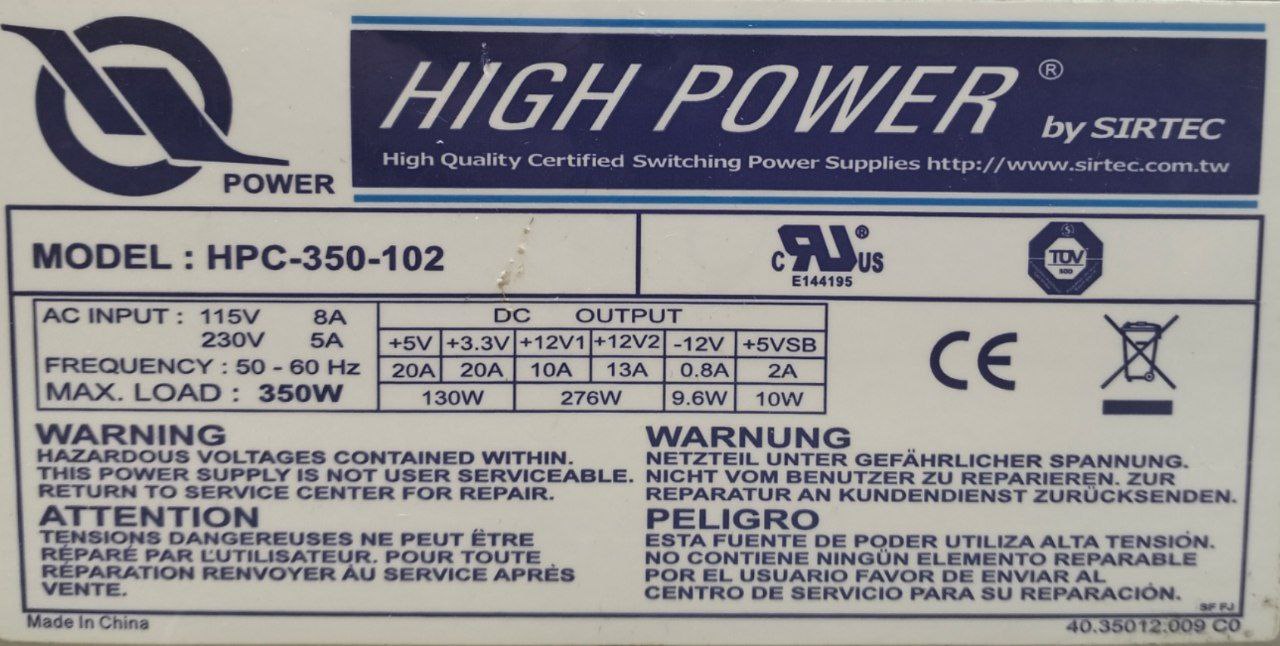 POWER
HIGH POWER ®
by SIRTEC
High Quality Certified Switching Power Supplies http://www.sirtec.com.tw
MODEL : HPC-350-102
C RU ® US
E144195
TÜV
AC INPUT : 115V 8A
230V 5A
FREQUENCY : 50 - 60 Hz
MAX. LOAD : 350W
DC OUTPUT
+5V +3.3V +12V1 +12V2 -12V +5VSB
20A 20A 10A 13A 0.8A 2A
130W 276W 9.6W 10W
CE
WARNING
HAZARDOUS VOLTAGES CONTAINED WITHIN.
THIS POWER SUPPLY IS NOT USER SERVICEABLE.
RETURN TO SERVICE CENTER FOR REPAIR.
WARNUNG
NETZTEIL UNTER GEFÄHRLICHER SPANNUNG.
NICHT VOM BENUTZER ZU REPARIEREN. ZUR
REPARATUR AN KUNDENDIENST ZURÜCKSENDEN.
ATTENTION
TENSIONS DANGEREUSES NE PEUT ËTRE
RÉPARÉ PAR L'UTILISATEUR. POUR TOUTE
RÉPARATION RENVOYER ÀU SERVICE APRÈS
VENTE.
PELIGRO
ESTA FUENTE DE PODER UTILIZA ALTA TENSIÓN.
NO CONTIENE NINGÚN ELEMENTO REPARABLE
POR EL USUARIO FAVOR DE ENVIAR AL
CENTRO DE SERVICIO PARA SU REPARACIÓN.
SF FJ
Made In China
40.35012.009 C0